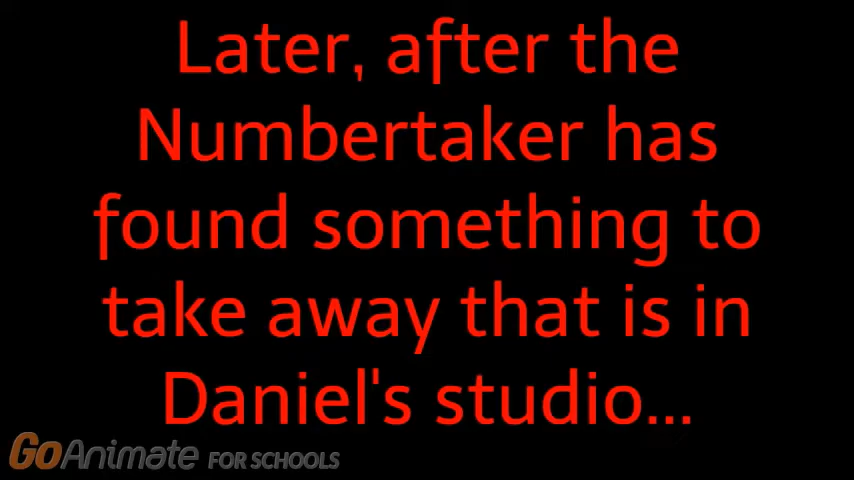 Later, after the
Numbertaker has
found something to
take away that is in
Daniel's studio...
GoAnimate FOR SCHOOLS